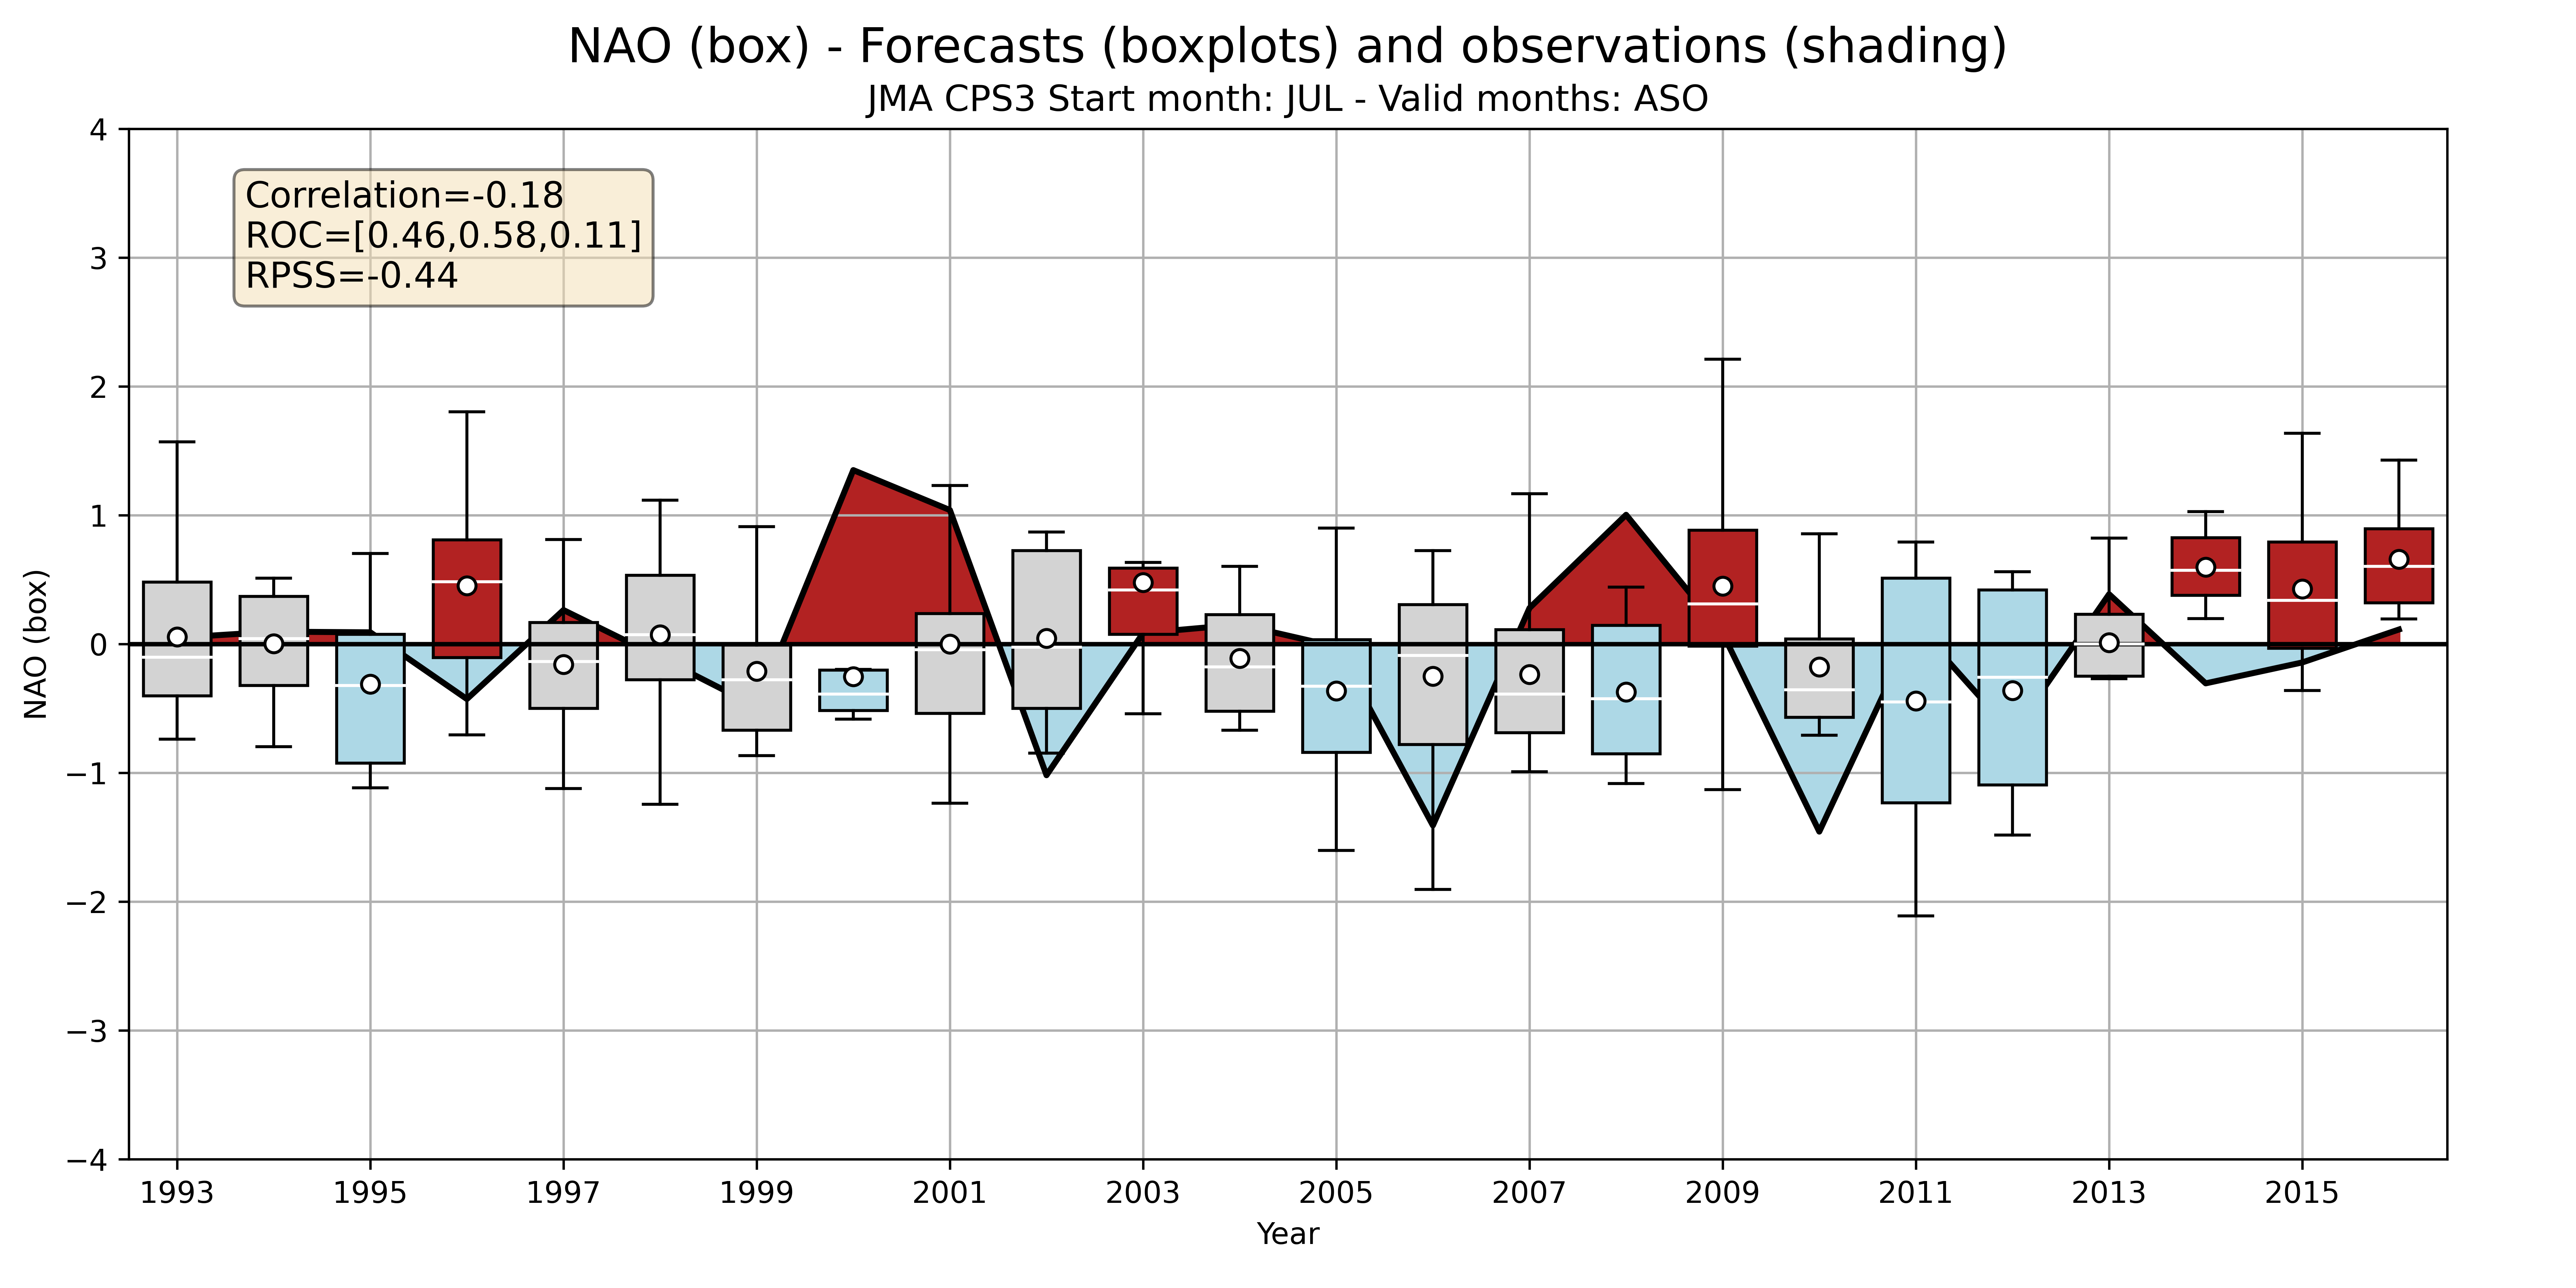 NAO (box) - Forecasts (boxplots) and observations (shading)
JMA CPS3 Start month: JUL - Valid months: ASO
Correlation=-0.18
ROC=[0.46,0.58,0.11]
RPSS=-0.44
NAO (box)
4
3
2
1
0
−1
−2
−3
−4
1993 1995 1997 1999 2001 2003 2005 2007 2009 2011 2013 2015
Year